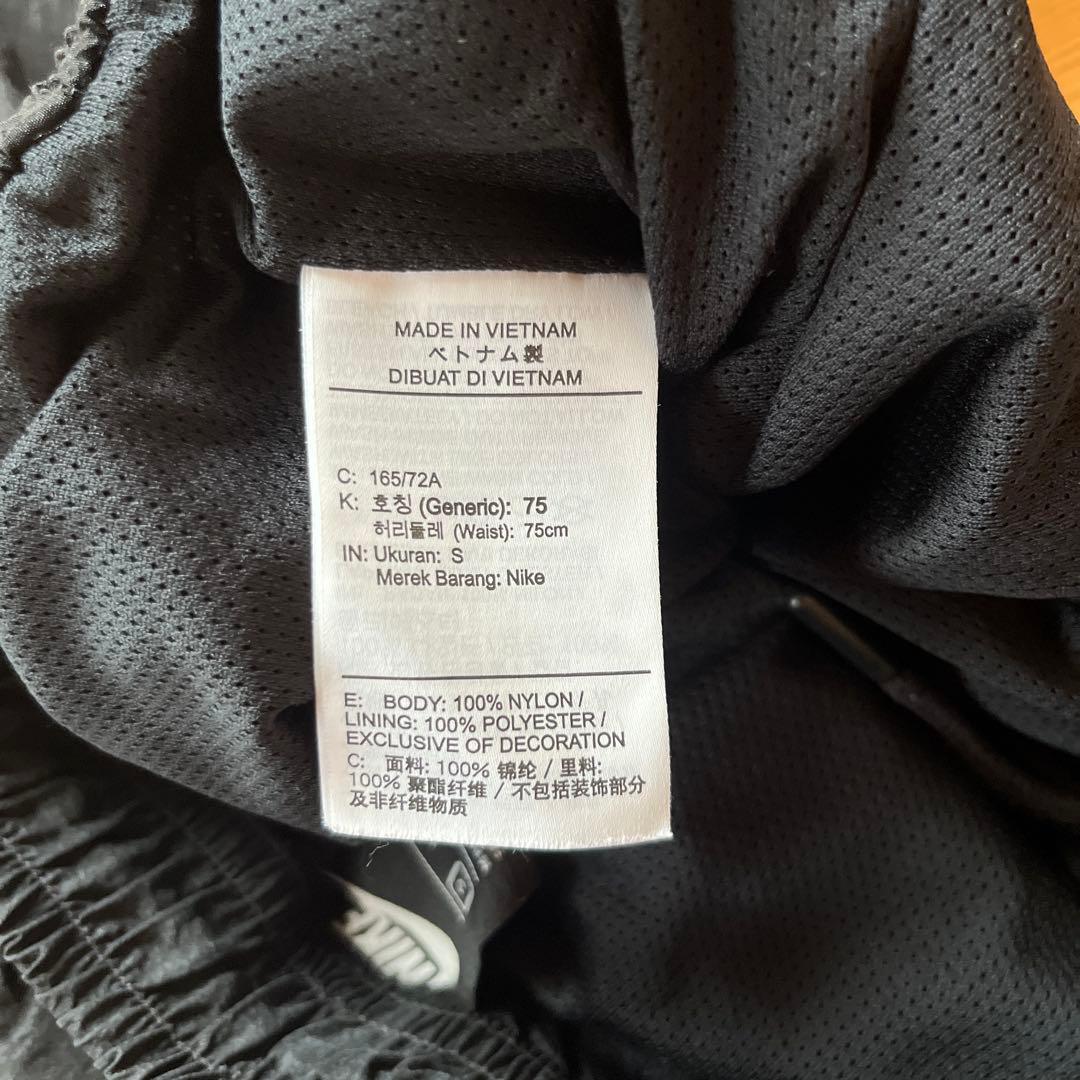 MADE IN VIETNAM
ベトナム製
DIBUAT DI VIETNAM
C: 165/72A
K: 호칭 (Generic): 75
허리둘레 (Waist): 75cm
IN: Ukuran: S
Merek Barang: Nike
E: BODY: 100% NYLON /
LINING: 100% POLYESTER /
EXCLUSIVE OF DECORATION
C: 面料: 100% 锦纶 / 里料:
100% 聚酯纤维 / 不包括装饰部分
及非纤维物质
NIKE